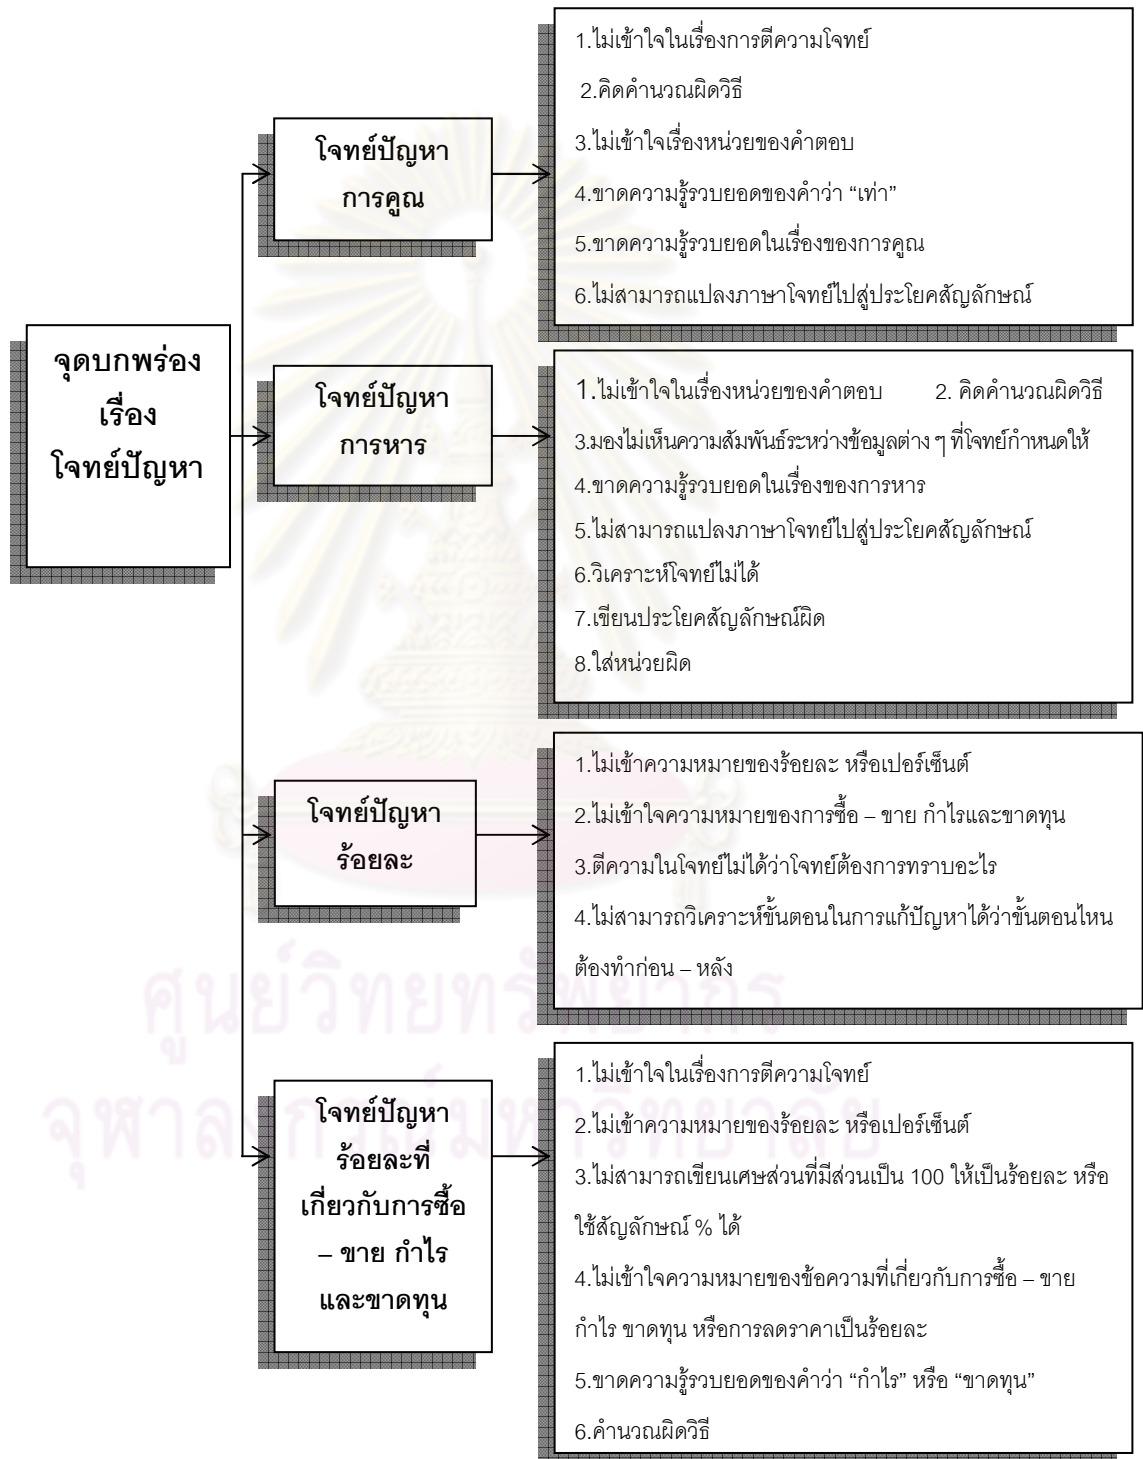 จุดบกพร่อง
เรื่อง
โจทย์ปัญหา
โจทย์ปัญหา
การคูณ
1.ไม่เข้าใจในเรื่องการตีความโจทย์
2.คิดคำนวณผิดวิธี
3.ไม่เข้าใจเรื่องหน่วยของคำตอบ
4.ขาดความรู้รวบยอดของคำว่า “เท่า”
5.ขาดความรู้รวบยอดในเรื่องของการคูณ
6.ไม่สามารถแปลงภาษาโจทย์ไปสู่ประโยคสัญลักษณ์
โจทย์ปัญหา
การหาร
1.ไม่เข้าใจในเรื่องหน่วยของคำตอบ 2. คิดคำนวณผิดวิธี
3.มองไม่เห็นความสัมพันธ์ระหว่างข้อมูลต่าง ๆ ที่โจทย์กำหนดให้
4.ขาดความรู้รวบยอดในเรื่องของการหาร
5.ไม่สามารถแปลงภาษาโจทย์ไปสู่ประโยคสัญลักษณ์
6.วิเคราะห์โจทย์ไม่ได้
7.เขียนประโยคสัญลักษณ์ผิด
8.ใส่หน่วยผิด
โจทย์ปัญหา
ร้อยละ
1.ไม่เข้าความหมายของร้อยละ หรือเปอร์เซ็นต์
2.ไม่เข้าใจความหมายของการซื้อ – ขาย กำไรและขาดทุน
3.ตีความในโจทย์ไม่ได้ว่าโจทย์ต้องการทราบอะไร
4.ไม่สามารถวิเคราะห์ขั้นตอนในการแก้ปัญหาได้ว่าขั้นตอนไหน
ต้องทำก่อน – หลัง
โจทย์ปัญหา
ร้อยละที่
เกี่ยวกับการซื้อ
– ขาย กำไร
และขาดทุน
1.ไม่เข้าใจในเรื่องการตีความโจทย์
2.ไม่เข้าความหมายของร้อยละ หรือเปอร์เซ็นต์
3.ไม่สามารถเขียนเศษส่วนที่มีส่วนเป็น 100 ให้เป็นร้อยละ หรือ
ใช้สัญลักษณ์ % ได้
4.ไม่เข้าใจความหมายของข้อความที่เกี่ยวกับการซื้อ – ขาย
กำไร ขาดทุน หรือการลดราคาเป็นร้อยละ
5.ขาดความรู้รวบยอดของคำว่า “กำไร” หรือ “ขาดทุน”
6.คำนวณผิดวิธี
ศูนย์วิทยทรัพยากร
จุฬาลงกรณ์มหาวิทยาลัย